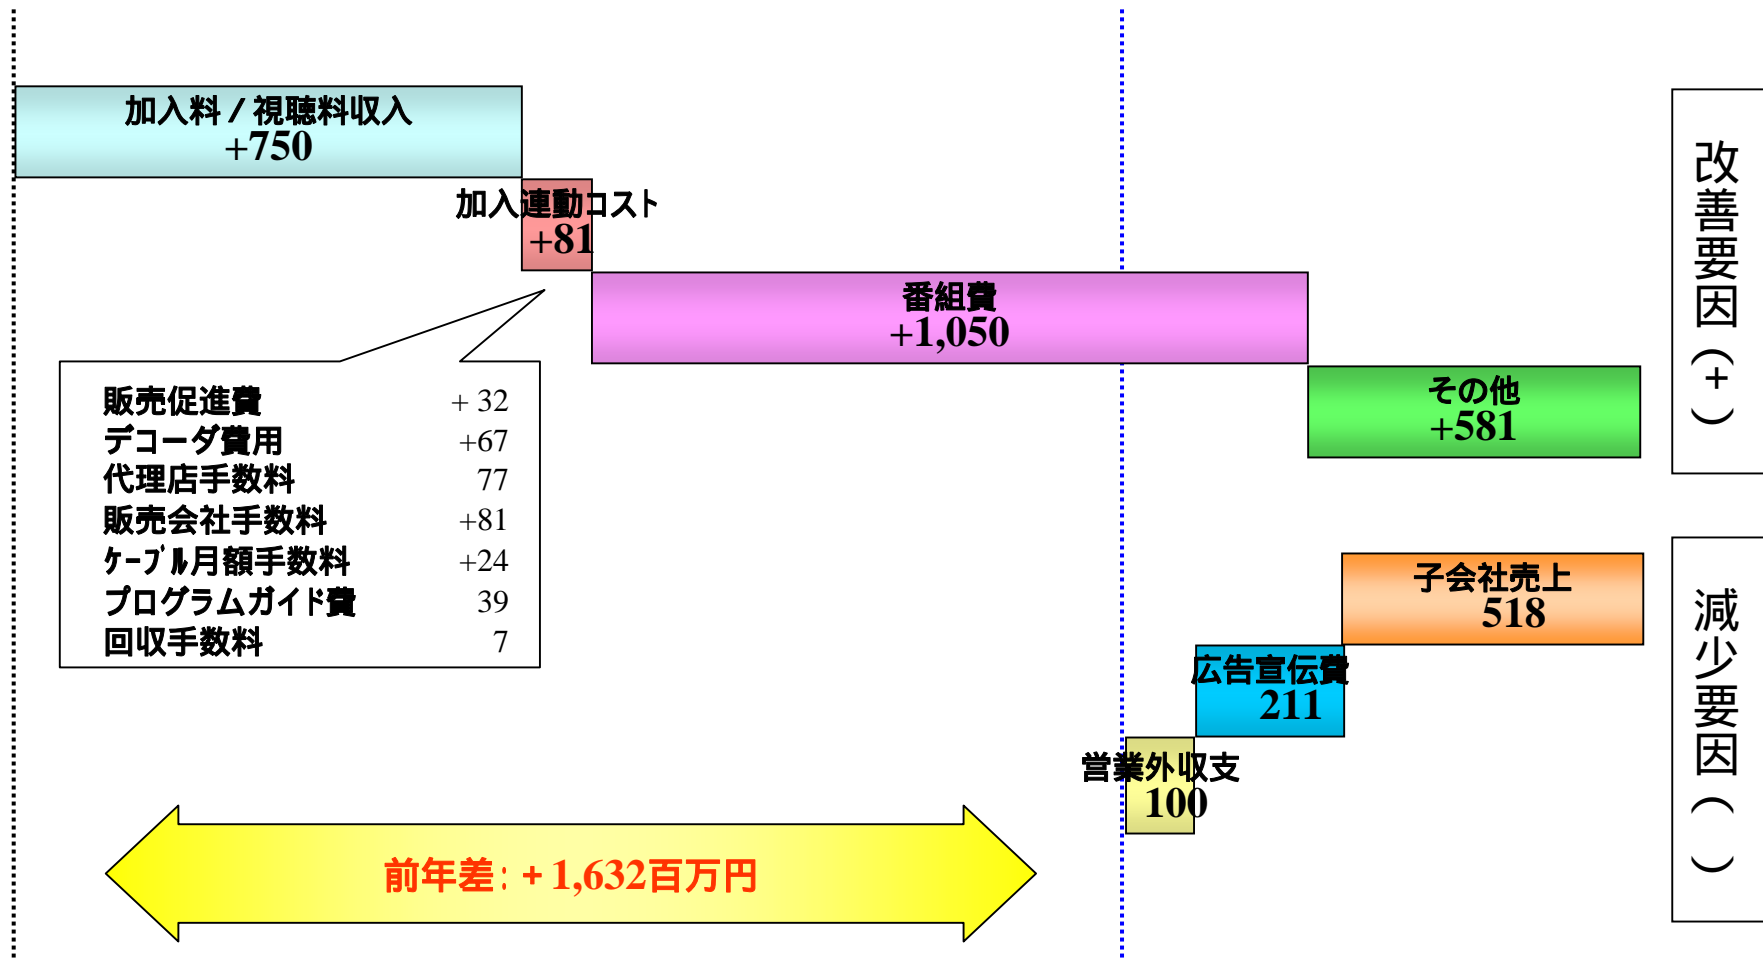 加入料／視聴料収入
+750
加入連動コスト
+81
番組費
+1,050
その他
+581
改善要因（+）
販売促進費 + 32
デコーダ費用 +67
代理店手数料 77
販売会社手数料 +81
ｹｰﾌﾞﾙ月額手数料 +24
プログラムガイド費 39
回収手数料 7
子会社売上
518
広告宣伝費
211
営業外収支
100
減少要因（ ）
前年差：+ 1,632百万円